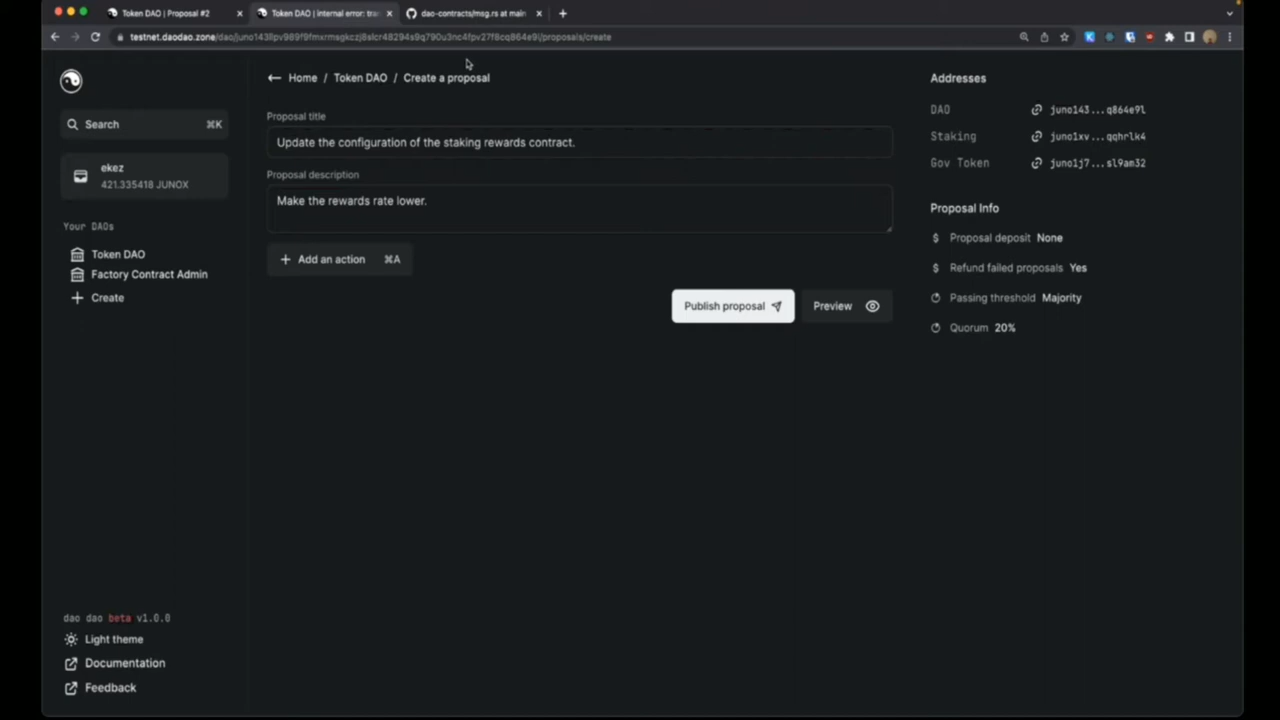 Token DAO | Proposal #2
Token DAO | internal error: tra
dao-contracts/msg.rs at main
Home / Token DAO / Create a proposal
Search ⌘K
ekez
421.335418 JUNOX
Your DAOs
Token DAO
Factory Contract Admin
Create
Proposal title
Update the configuration of the staking rewards contract.
Proposal description
Make the rewards rate lower.
Add an action ⌘A
Publish proposal
Preview
Addresses
DAO juno143...q864e9l
Staking juno1xv...qqhrlk4
Gov Token juno1j7...sl9am32
Proposal Info
Proposal deposit None
Refund failed proposals Yes
Passing threshold Majority
Quorum 20%
dao dao beta v1.0.0
Light theme
Documentation
Feedback